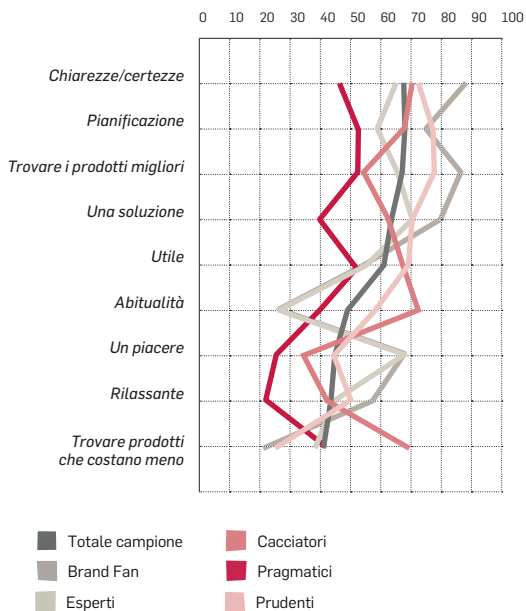 0 10 20 30 40 50 60 70 80 90 100
Chiarezze/certezze
Pianificazione
Trovare i prodotti migliori
Una soluzione
Utile
Abitualità
Un piacere
Rilassante
Trovare prodotti
che costano meno
Totale campione
Cacciatori
Brand Fan
Pragmatici
Esperti
Prudenti